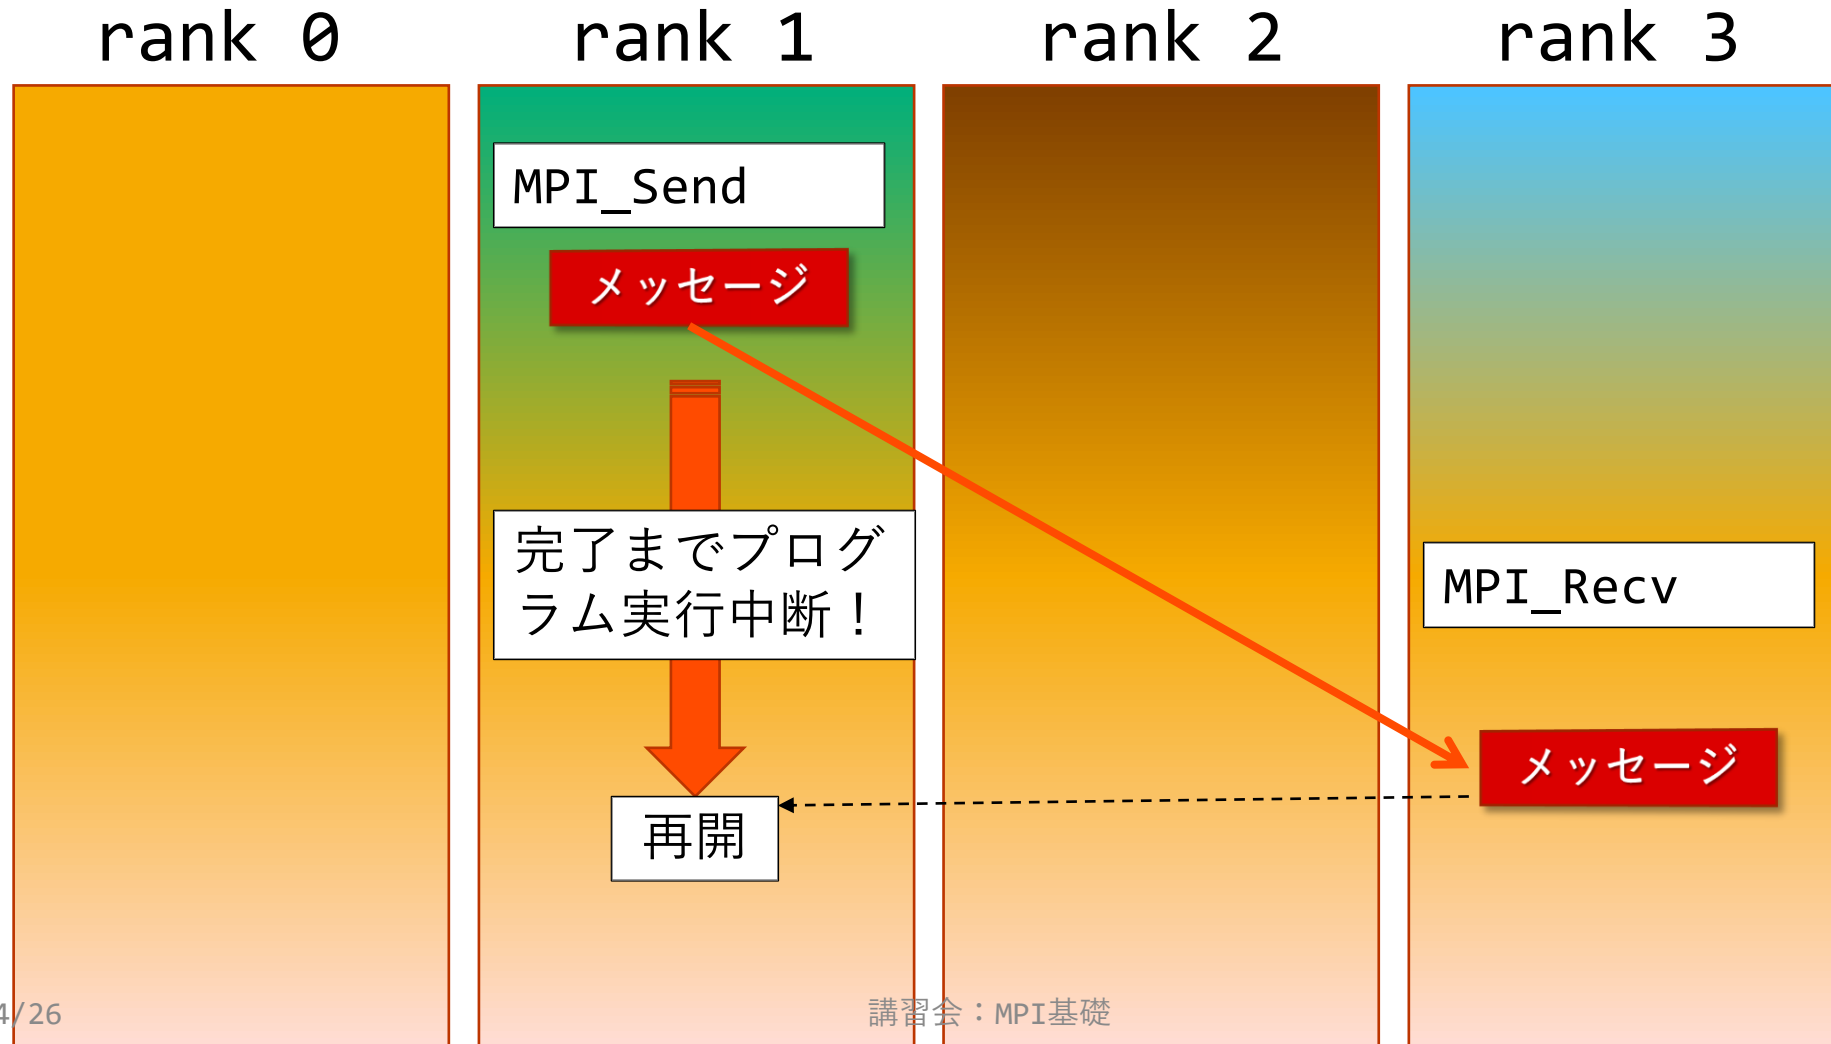 rank 0
rank 1
rank 2
rank 3
MPI_Send
メッセージ
完了までプログ
ラム実行中断！
MPI_Recv
メッセージ
再開
4/26
講習会：MPI基礎